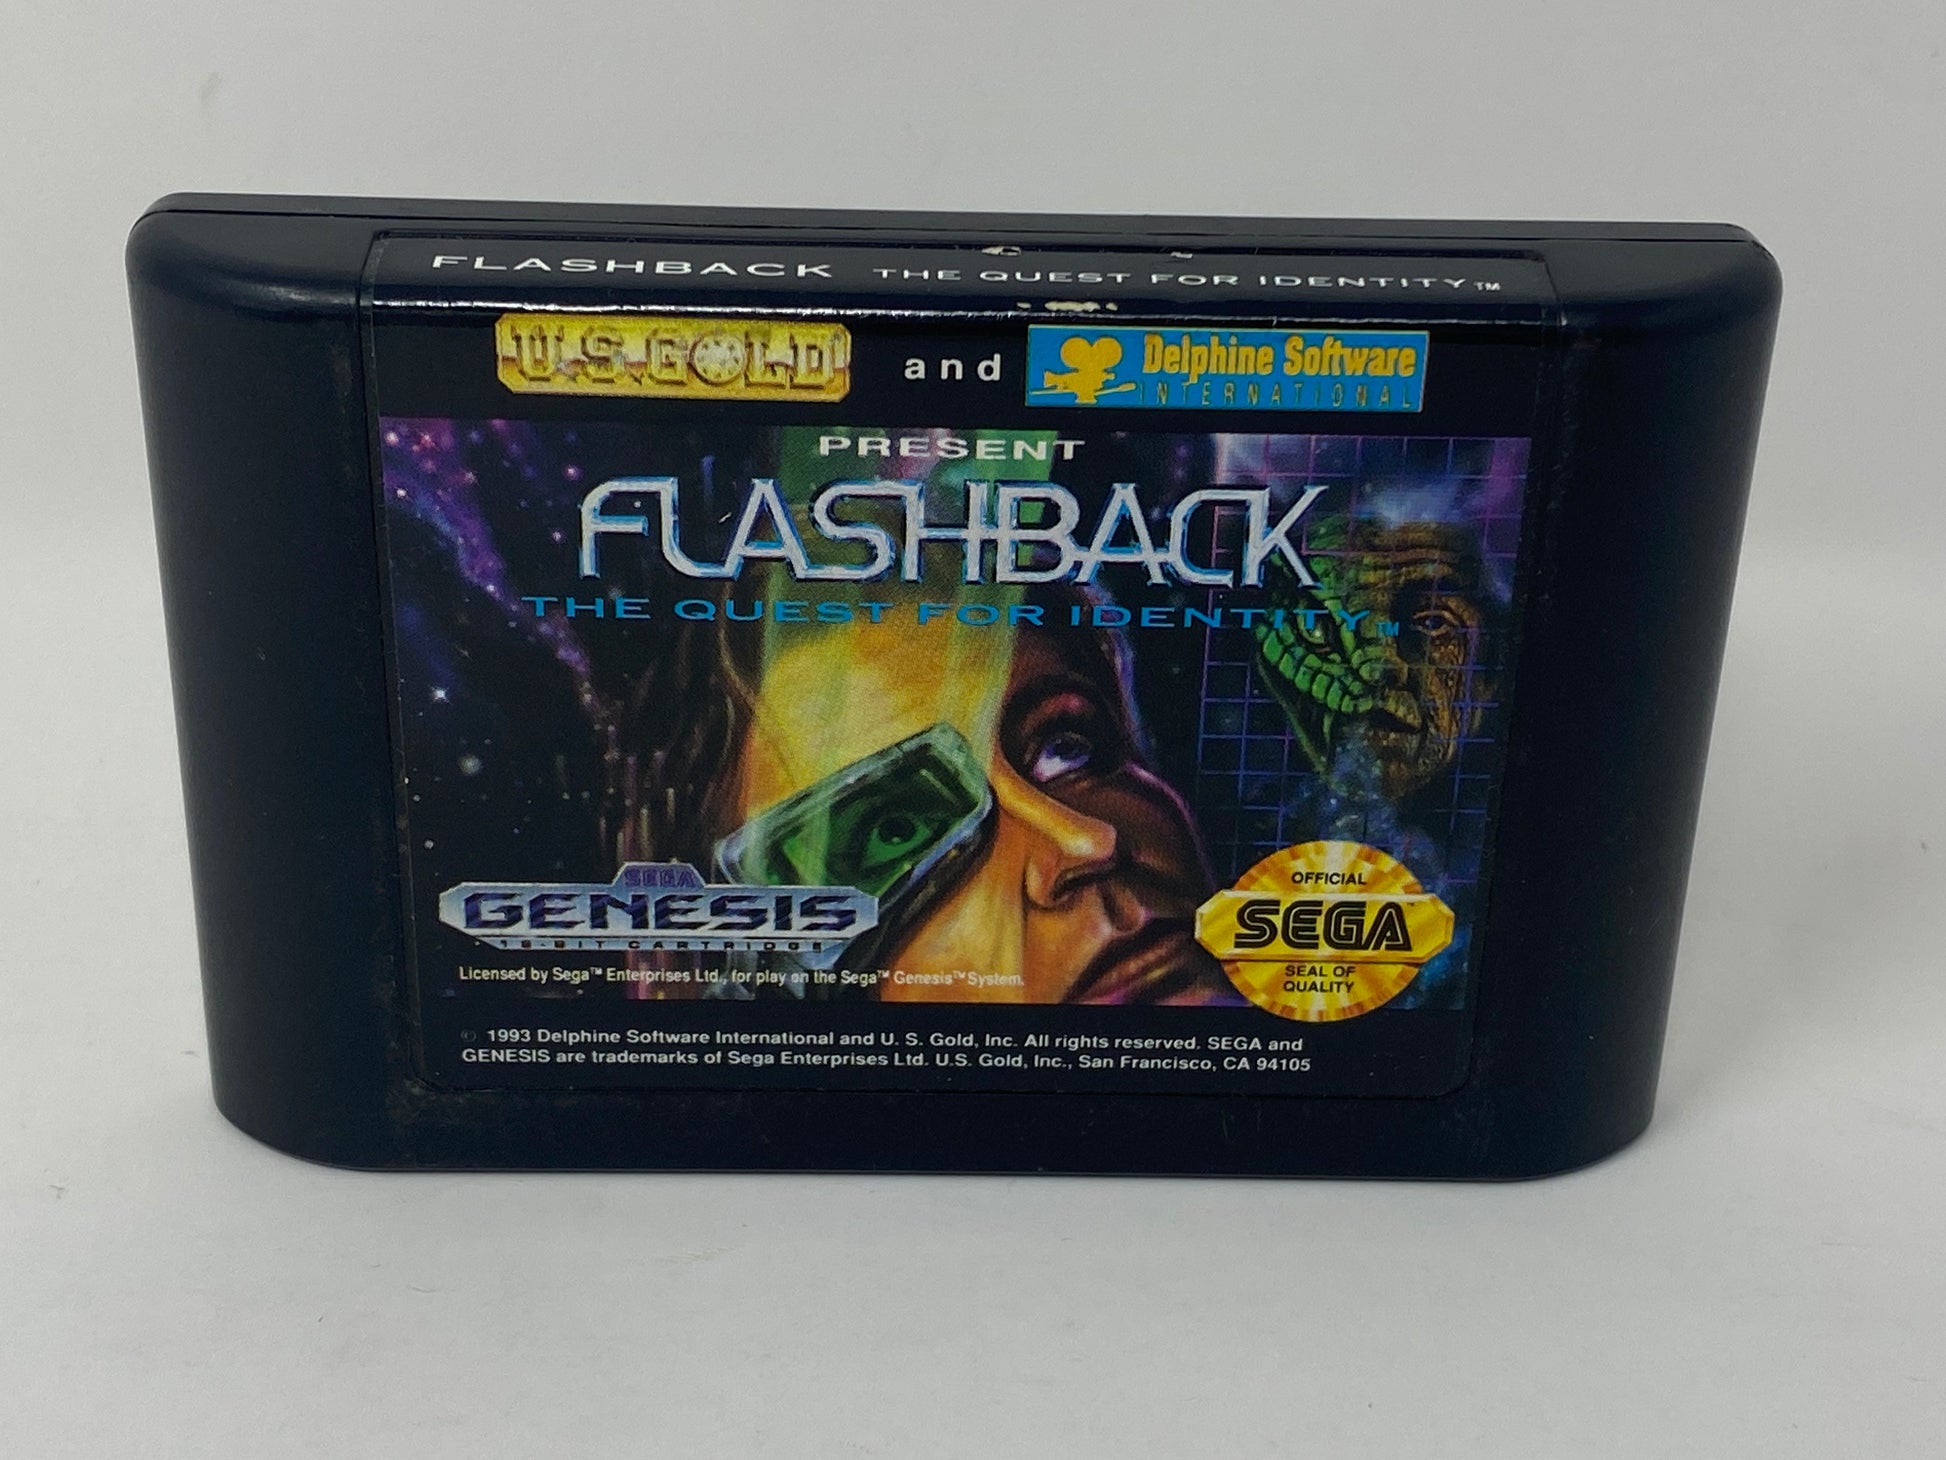 FLASHBACK THE QUEST FOR IDENTITY™
U.S. GOLD and Delphine Software
INTERNATIONAL
PRESENT
FLASHBACK
THE QUEST FOR IDENTITY™
SEGA
GENESIS
16-BIT CARTRIDGE
Licensed by Sega™ Enterprises Ltd., for play on the Sega™ Genesis™ System.
OFFICIAL
SEGA
SEAL OF
QUALITY
© 1993 Delphine Software International and U. S. Gold, Inc. All rights reserved. SEGA and
GENESIS are trademarks of Sega Enterprises Ltd. U.S. Gold, Inc., San Francisco, CA 94105